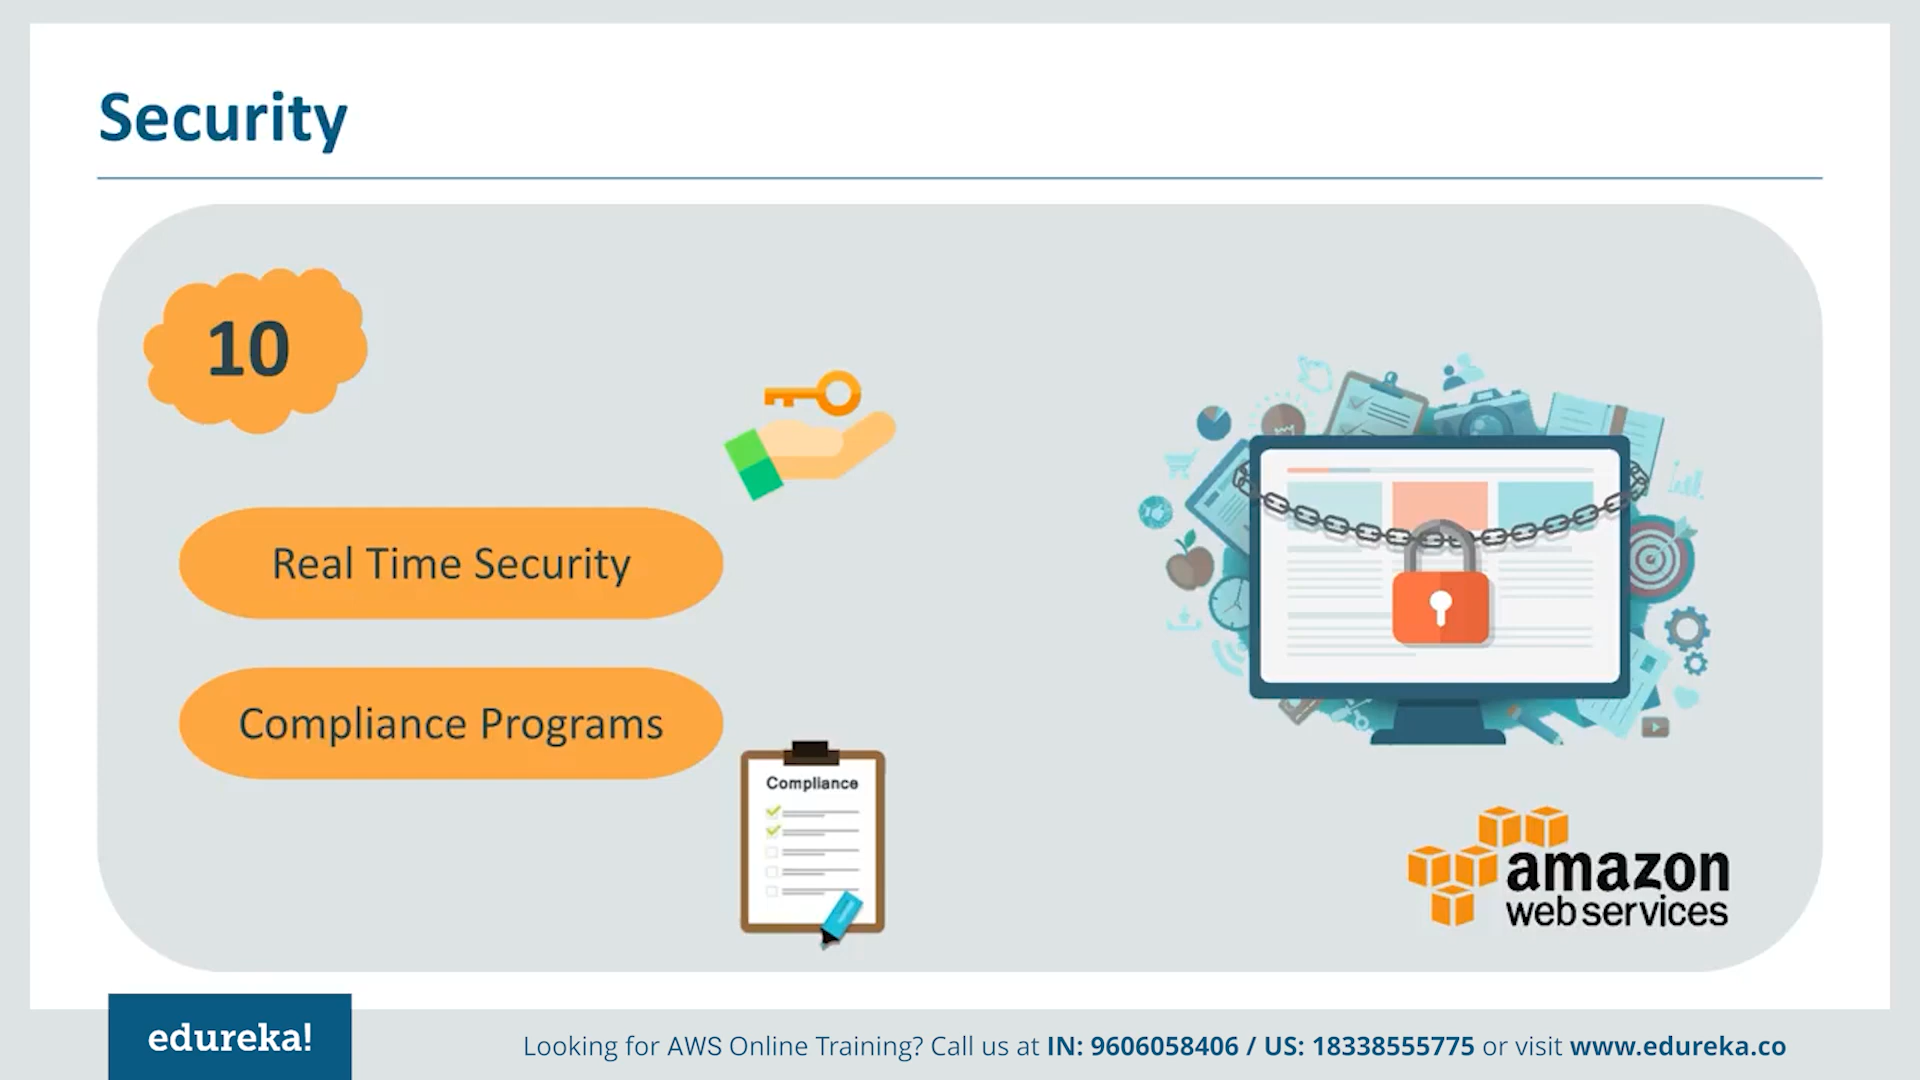 Security
10
Real Time Security
Compliance Programs
Compliance
amazon
web services
edureka!
Looking for AWS Online Training? Call us at IN: 9606058406 / US: 18338555775 or visit www.edureka.co